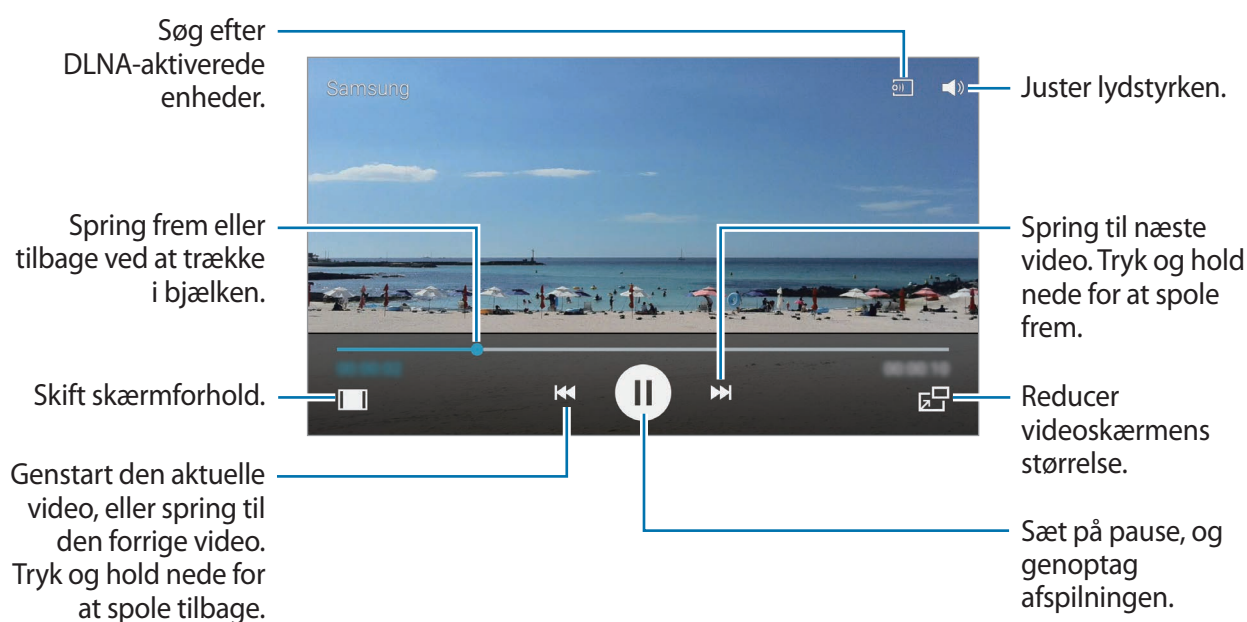 Søg efter
DLNA-aktiverede
enheder.
Samsung
Juster lydstyrken.
Spring frem eller
tilbage ved at trække
i bjælken.
Spring til næste
video. Tryk og hold
nede for at spole
frem.
Skift skærmforhold.
Reducer
videoskærmens
størrelse.
Genstart den aktuelle
video, eller spring til
den forrige video.
Tryk og hold nede for
at spole tilbage.
Sæt på pause, og
genoptag
afspilningen.